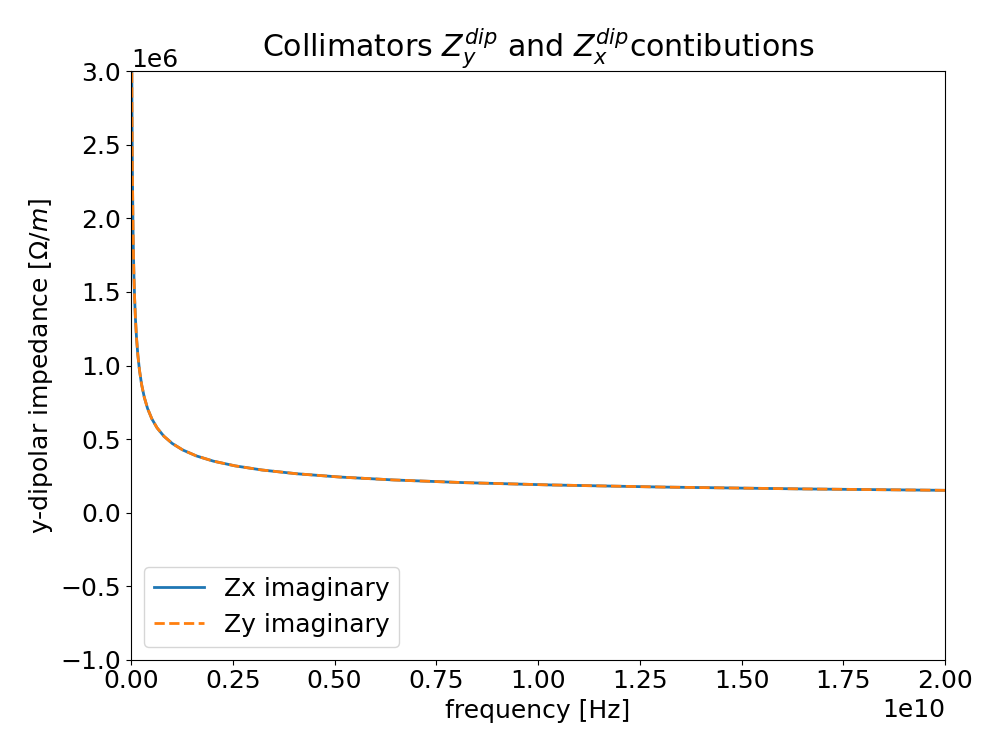 Collimators $Z_y^{dip}$ and $Z_x^{dip}$contibutions
1e6
3.0
2.5
2.0
1.5
1.0
0.5
0.0
−0.5
−1.0
y-dipolar impedance [Ω/m]
Zx imaginary
Zy imaginary
0.00 0.25 0.50 0.75 1.00 1.25 1.50 1.75 2.00
frequency [Hz]
1e10